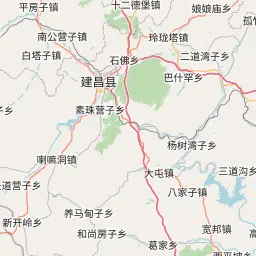 平房子镇
十二德堡镇
娘娘庙乡
玲珑塔镇
南公营子镇
白塔子镇
石佛乡
二道湾子乡
建昌县
巴什罕乡
素珠营子乡
杨树湾子乡
喇嘛洞镇
三道沟乡
大屯镇
道营子乡
八家子镇
养马甸子乡
新开岭乡
和尚房子乡
宽邦镇
葛家乡